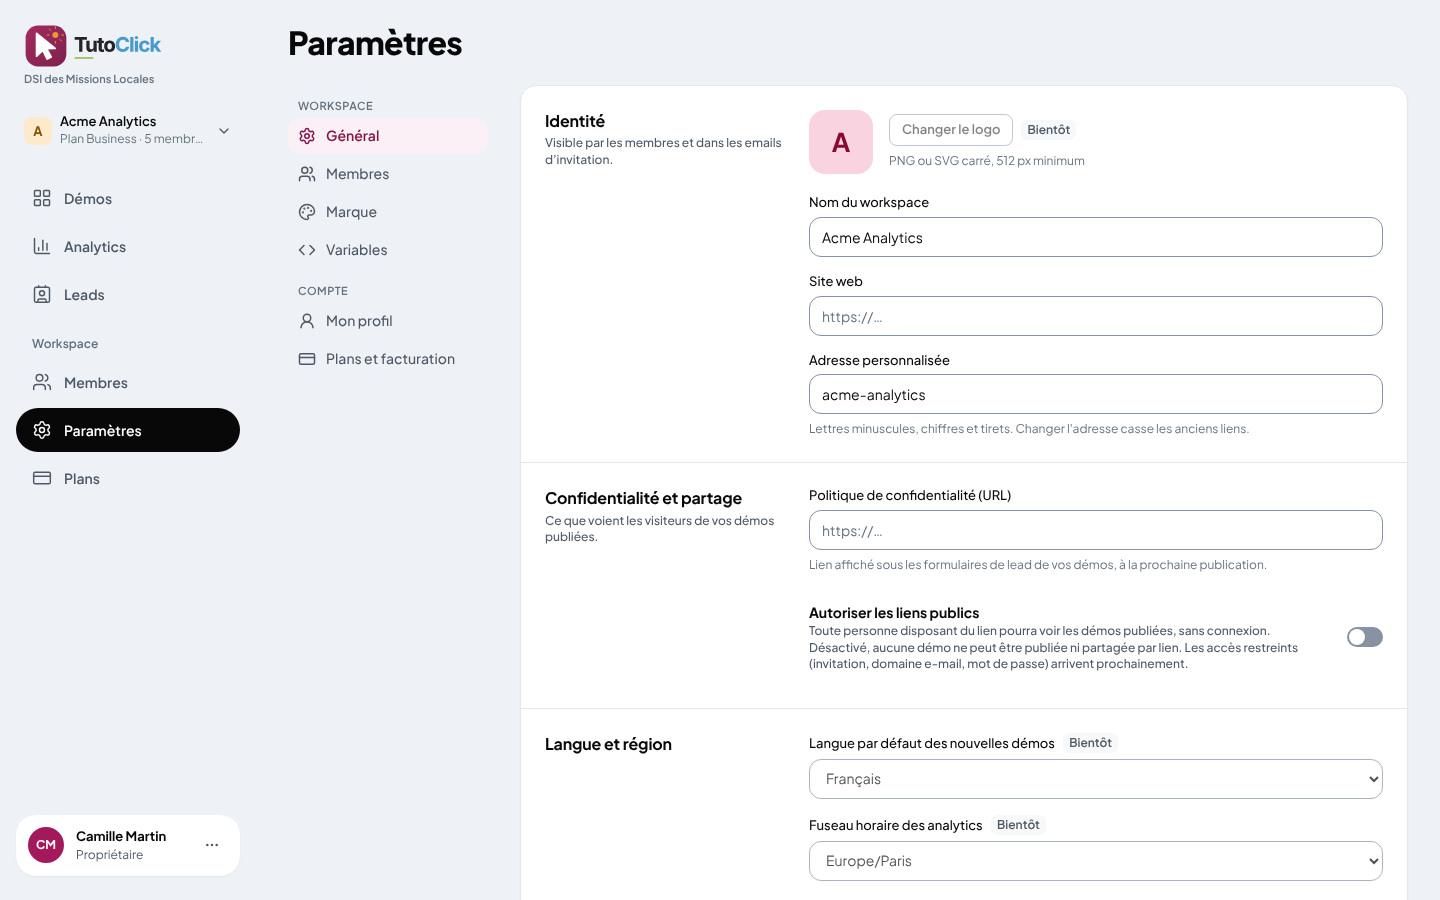 TutoClick
DSI des Missions Locales
A
Acme Analytics
Plan Business · 5 membr...
Démos
Analytics
Leads
Workspace
Membres
Paramètres
Plans
CM
Camille Martin
Propriétaire
Paramètres
WORKSPACE
Général
Membres
Marque
Variables
COMPTE
Mon profil
Plans et facturation
Identité
Visible par les membres et dans les emails
d'invitation.
A
Changer le logo
Bientôt
PNG ou SVG carré, 512 px minimum
Nom du workspace
Acme Analytics
Site web
https://...
Adresse personnalisée
acme-analytics
Lettres minuscules, chiffres et tirets. Changer l'adresse casse les anciens liens.
Confidentialité et partage
Ce que voient les visiteurs de vos démos
publiées.
Politique de confidentialité (URL)
https://...
Lien affiché sous les formulaires de lead de vos démos, à la prochaine publication.
Autoriser les liens publics
Toute personne disposant du lien pourra voir les démos publiées, sans connexion.
Désactivé, aucune démo ne peut être publiée ni partagée par lien. Les accès restreints
(invitation, domaine e-mail, mot de passe) arrivent prochainement.
Langue et région
Langue par défaut des nouvelles démos
Bientôt
Français
Fuseau horaire des analytics
Bientôt
Europe/Paris